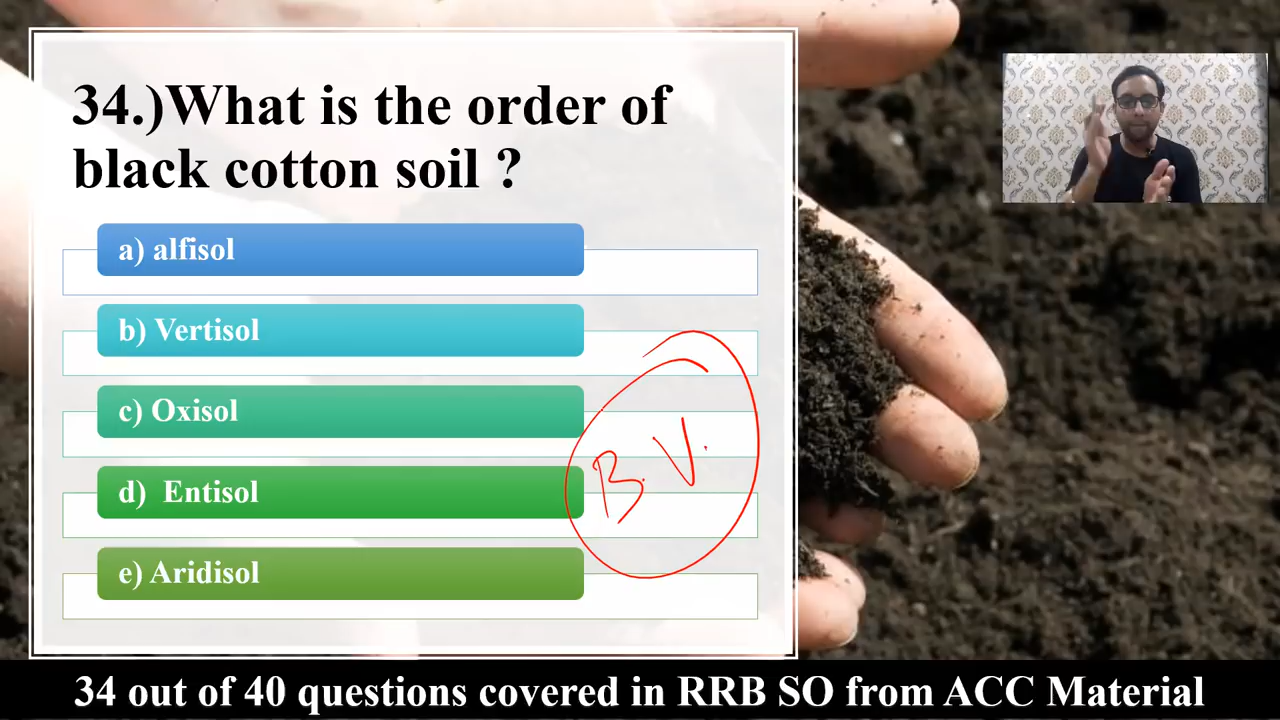 34.)What is the order of
black cotton soil ?
a) alfisol
b) Vertisol
c) Oxisol
d) Entisol
e) Aridisol
B.V.
34 out of 40 questions covered in RRB SO from ACC Material